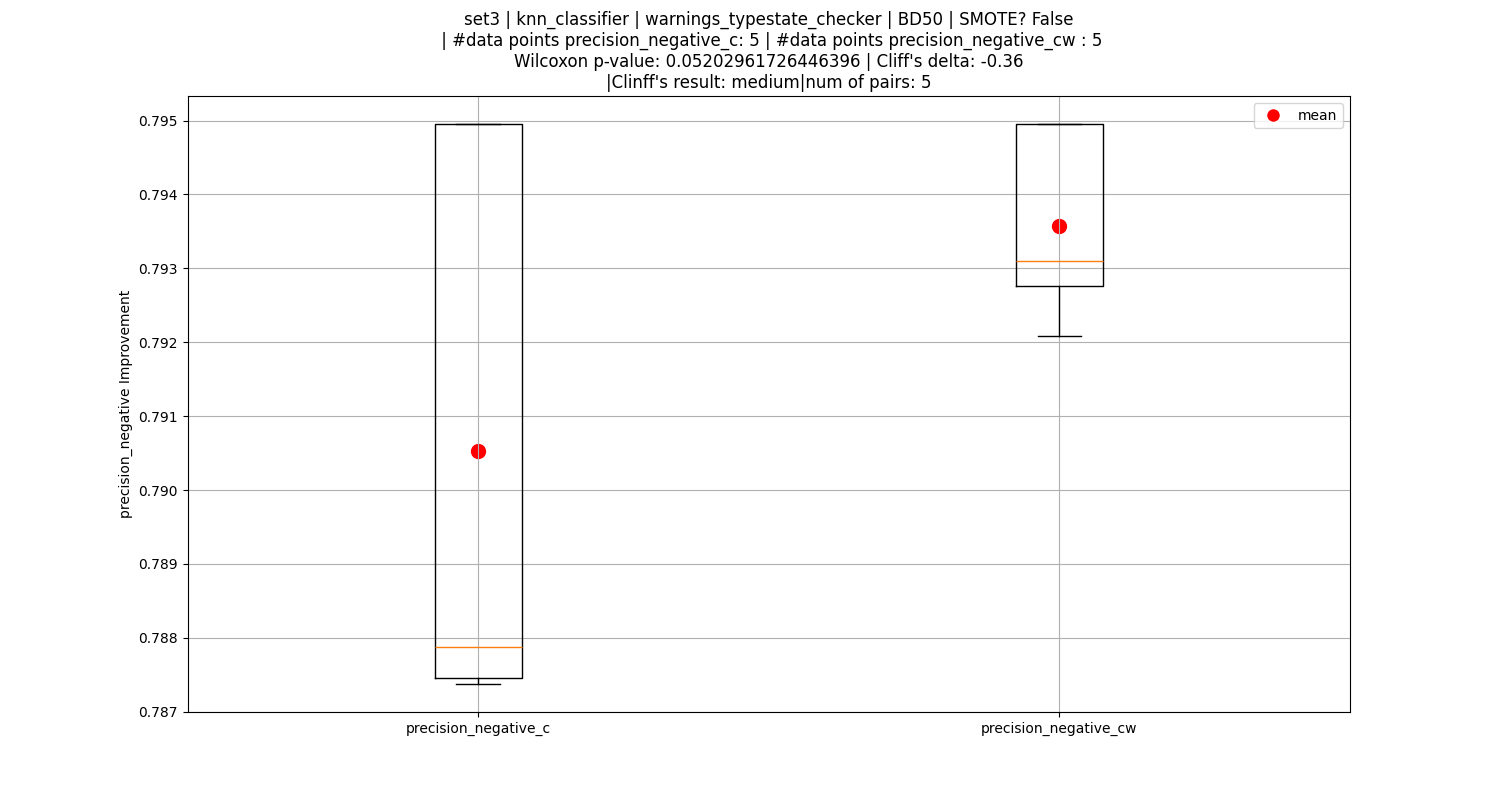 set3 | knn_classifier | warnings_typestate_checker | BD50 | SMOTE? False
| #data points precision_negative_c: 5 | #data points precision_negative_cw : 5
Wilcoxon p-value: 0.05202961726446396 | Cliff's delta: -0.36
|Clinff's result: medium|num of pairs: 5
mean
0.795
0.794
0.793
0.792
0.791
0.790
0.789
0.788
0.787
precision_negative Improvement
precision_negative_c
precision_negative_cw